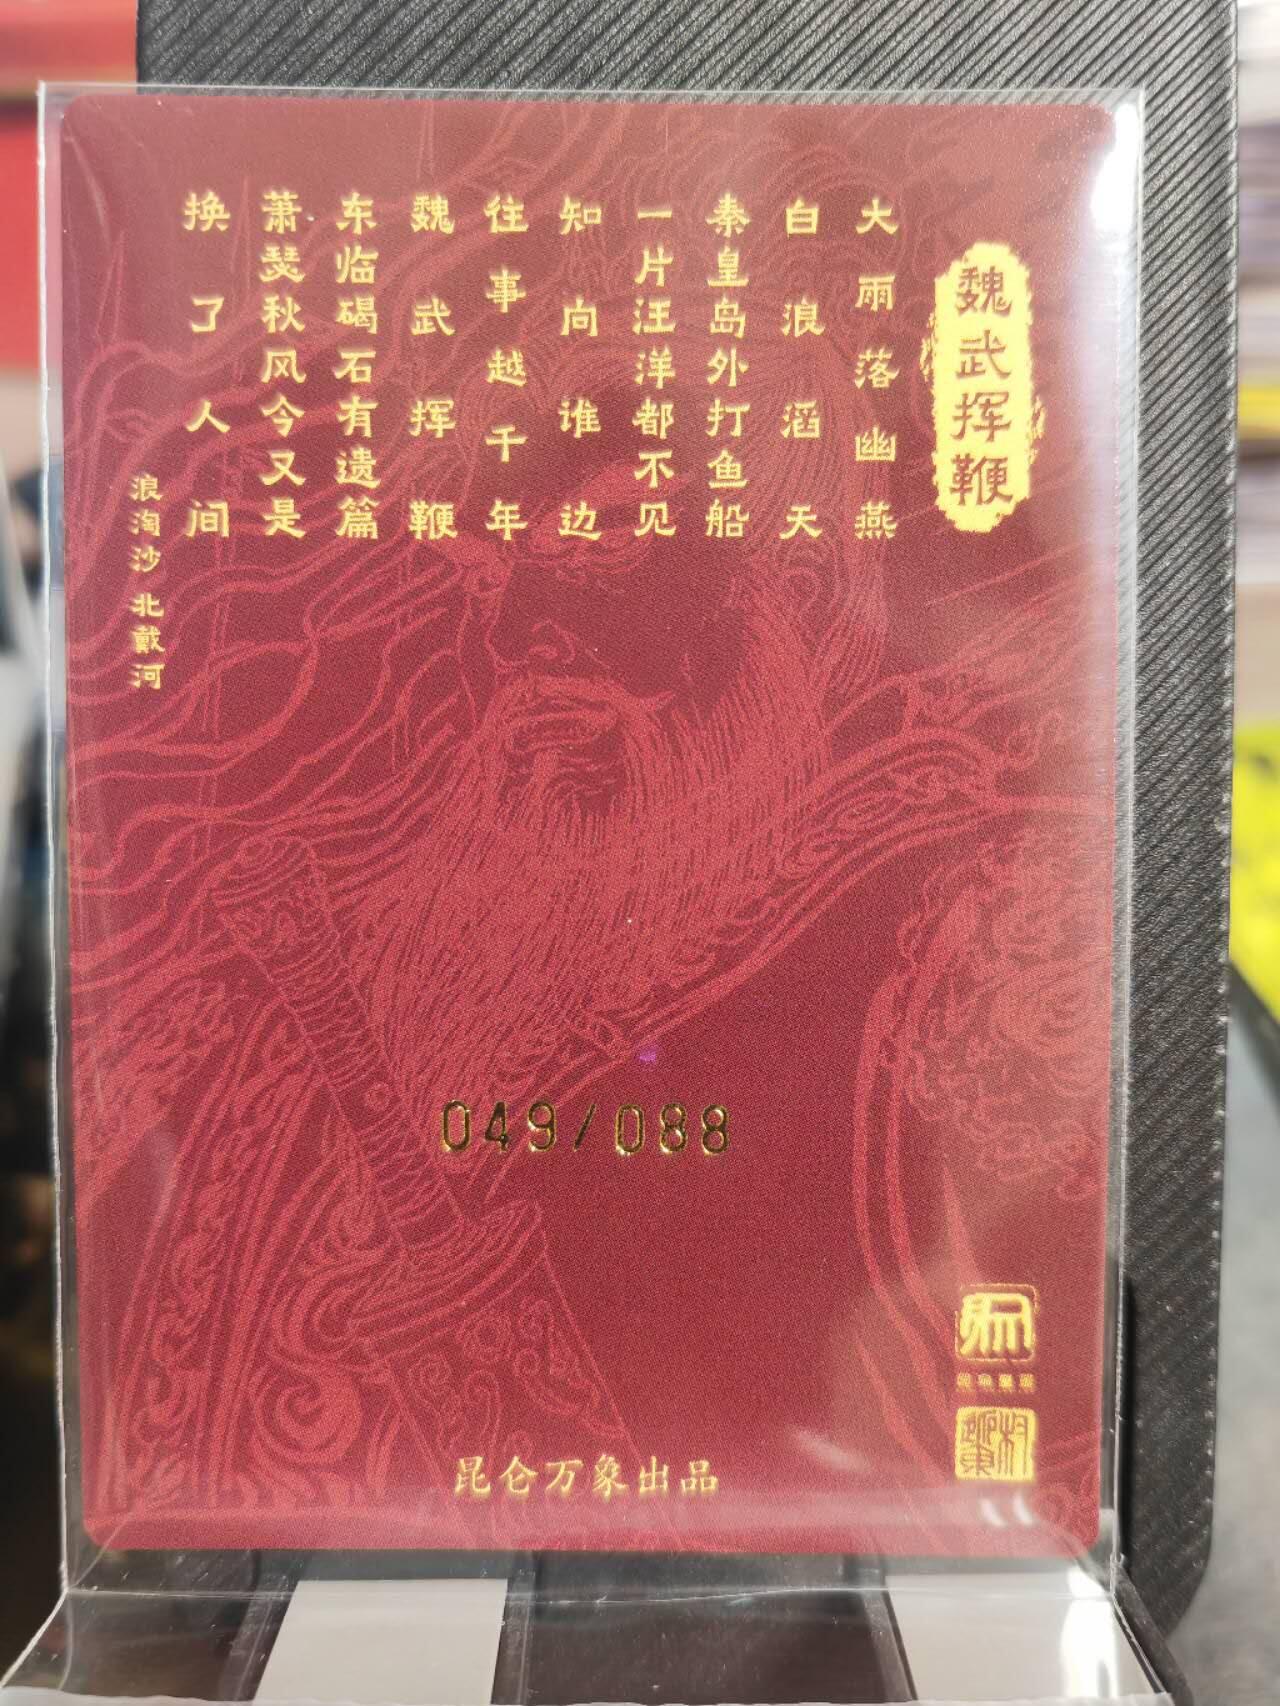 魏武挥鞭
大雨落幽燕
白浪滔天
秦皇岛外打鱼船
一片汪洋都不见
知向谁边
往事越千年
魏武挥鞭
东临碣石有遗篇
萧瑟秋风今又是
换了人间
浪淘沙 北戴河
049/088
昆仑万象出品